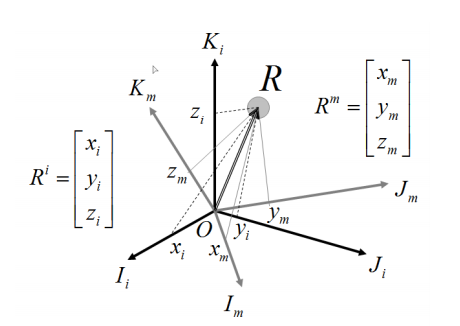 K_i
R
K_m
R^m = [x_m
y_m
z_m]
z_i
R^i = [x_i
y_i
z_i]
z_m
J_m
y_m
O
y_i
x_i
x_m
J_i
I_i
I_m